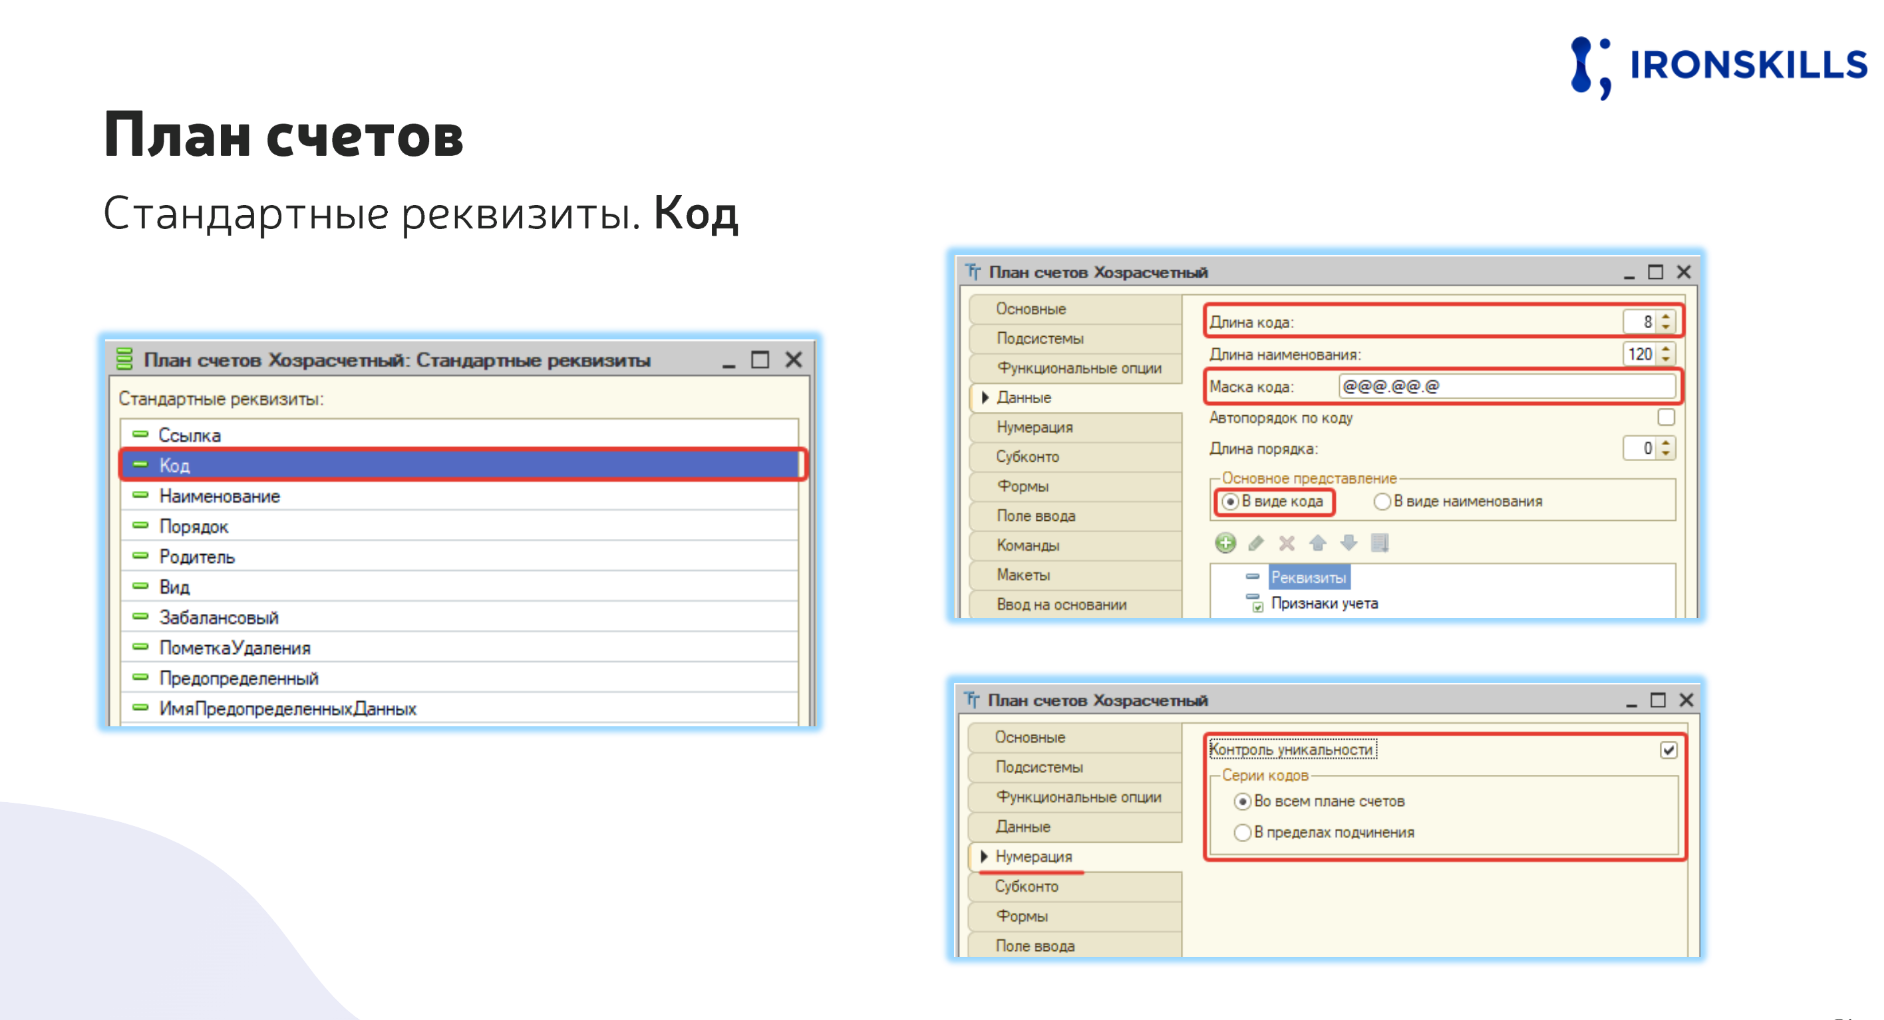 IRONSKILLS
План счетов
Стандартные реквизиты. Код
План счетов Хозрасчетный: Стандартные реквизиты
Стандартные реквизиты:
Ссылка
Код
Наименование
Порядок
Родитель
Вид
Забалансовый
ПометкаУдаления
Предопределенный
ИмяПредопределенныхДанных
План счетов Хозрасчетный
Основные
Подсистемы
Функциональные опции
Данные
Нумерация
Субконто
Формы
Поле ввода
Команды
Макеты
Ввод на основании
Длина кода: 8
Длина наименования: 120
Маска кода: @@@.@@.@
Автопорядок по коду
Длина порядка: 0
Основное представление
В виде кода В виде наименования
Реквизиты
Признаки учета
План счетов Хозрасчетный
Основные
Подсистемы
Функциональные опции
Данные
Нумерация
Субконто
Формы
Поле ввода
Контроль уникальности
Серии кодов
Во всем плане счетов
В пределах подчинения